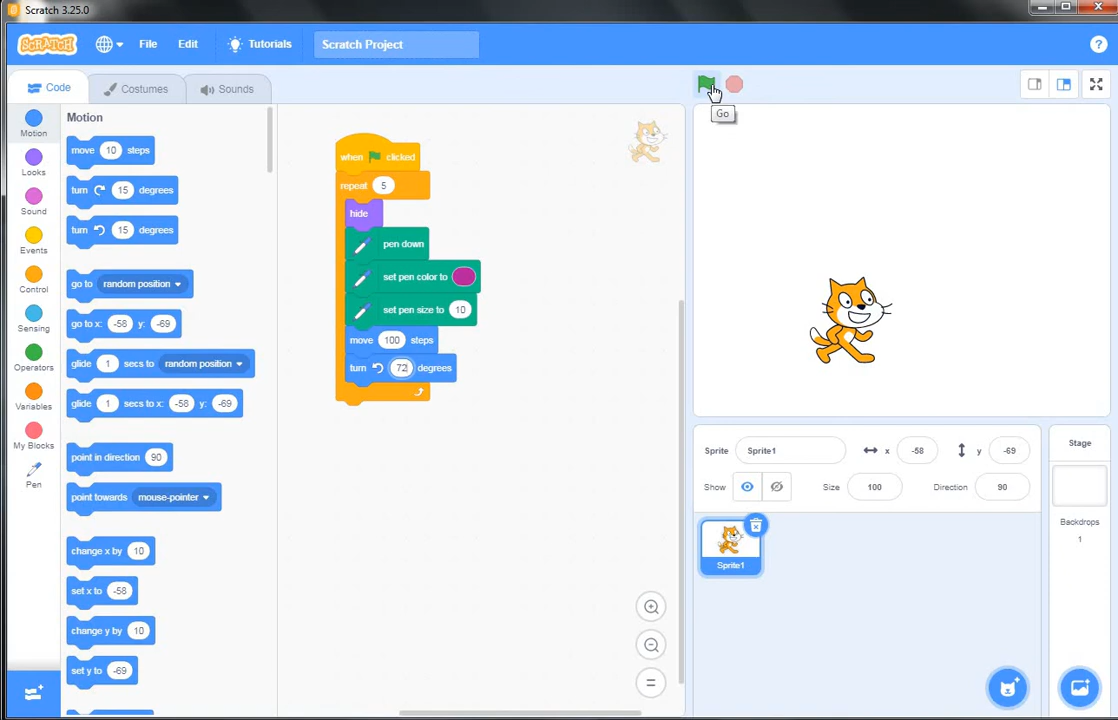 Scratch 3.25.0
SCRATCH File Edit Tutorials Scratch Project ?
Code Costumes Sounds
Go
Motion
Looks
Sound
Events
Control
Sensing
Operators
Variables
My Blocks
Pen
Motion
move 10 steps
turn 15 degrees
turn 15 degrees
go to random position
go to x: -58 y: -69
glide 1 secs to random position
glide 1 secs to x: -58 y: -69
point in direction 90
point towards mouse-pointer
change x by 10
set x to -58
change y by 10
set y to -69
when clicked
repeat 5
hide
pen down
set pen color to
set pen size to 10
move 100 steps
turn 72 degrees
Sprite Sprite1 x -58 y -69
Show Size 100 Direction 90
Sprite1
Stage
Backdrops
1